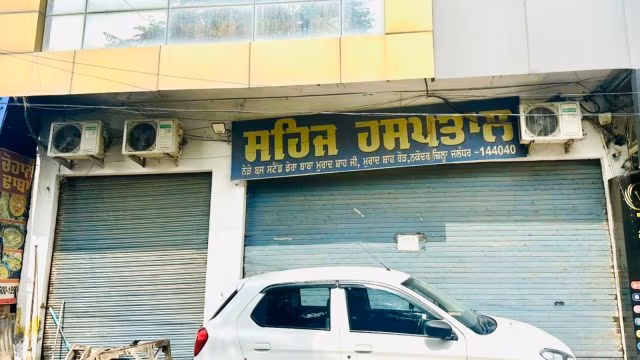 ਸਹਿਜ ਹਸਪਤਾਲ
ਨੇੜੇ ਬਸ ਸਟੈਂਡ ਡੇਰਾ ਬਾਬਾ ਮੁਰਾਦ ਸ਼ਾਹ ਜੀ, ਮੁਰਾਦ ਸ਼ਾਹ ਰੋਡ,ਨਕੋਦਰ ਜ਼ਿਲ੍ਹਾ ਜਲੰਧਰ -144040
ਚੌਹਾਨ
ਢਾਬਾ